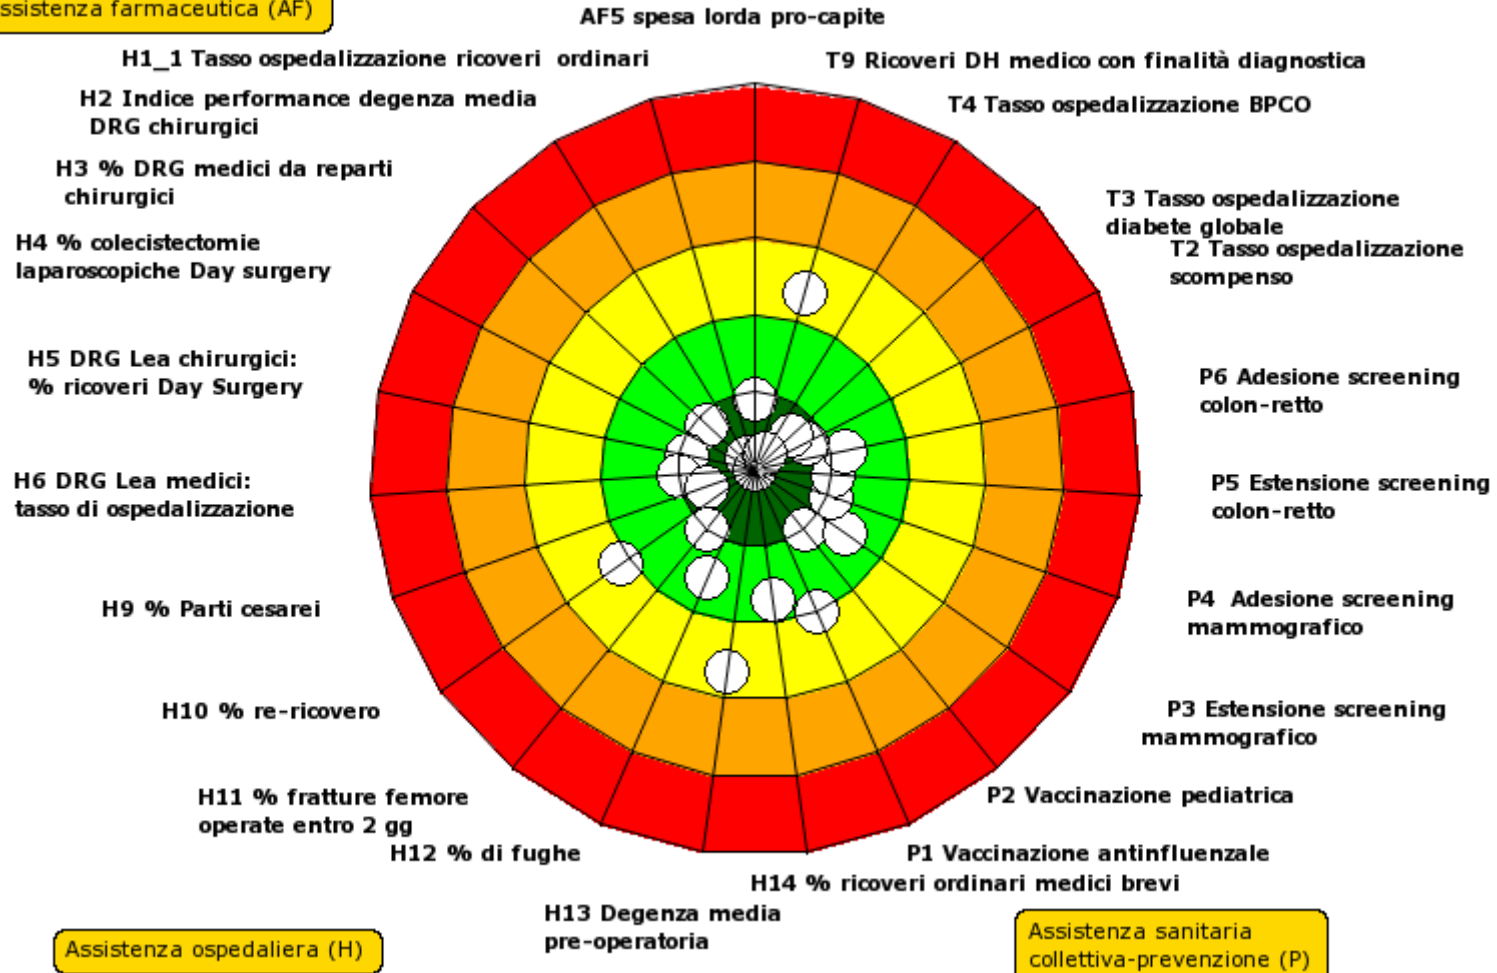 ssistenza farmaceutica (AF)
AF5 spesa lorda pro-capite
H1_1 Tasso ospedalizzazione ricoveri ordinari
T9 Ricoveri DH medico con finalità diagnostica
H2 Indice performance degenza media
DRG chirurgici
T4 Tasso ospedalizzazione BPCO
H3 % DRG medici da reparti
chirurgici
T3 Tasso ospedalizzazione
diabete globale
H4 % colecistectomie
laparoscopiche Day surgery
T2 Tasso ospedalizzazione
scompenso
H5 DRG Lea chirurgici:
% ricoveri Day Surgery
P6 Adesione screening
colon-retto
H6 DRG Lea medici:
tasso di ospedalizzazione
P5 Estensione screening
colon-retto
H9 % Parti cesarei
P4 Adesione screening
mammografico
H10 % re-ricovero
P3 Estensione screening
mammografico
H11 % fratture femore
operate entro 2 gg
P2 Vaccinazione pediatrica
H12 % di fughe
P1 Vaccinazione antinfluenzale
H14 % ricoveri ordinari medici brevi
H13 Degenza media
pre-operatoria
Assistenza ospedaliera (H)
Assistenza sanitaria
collettiva-prevenzione (P)